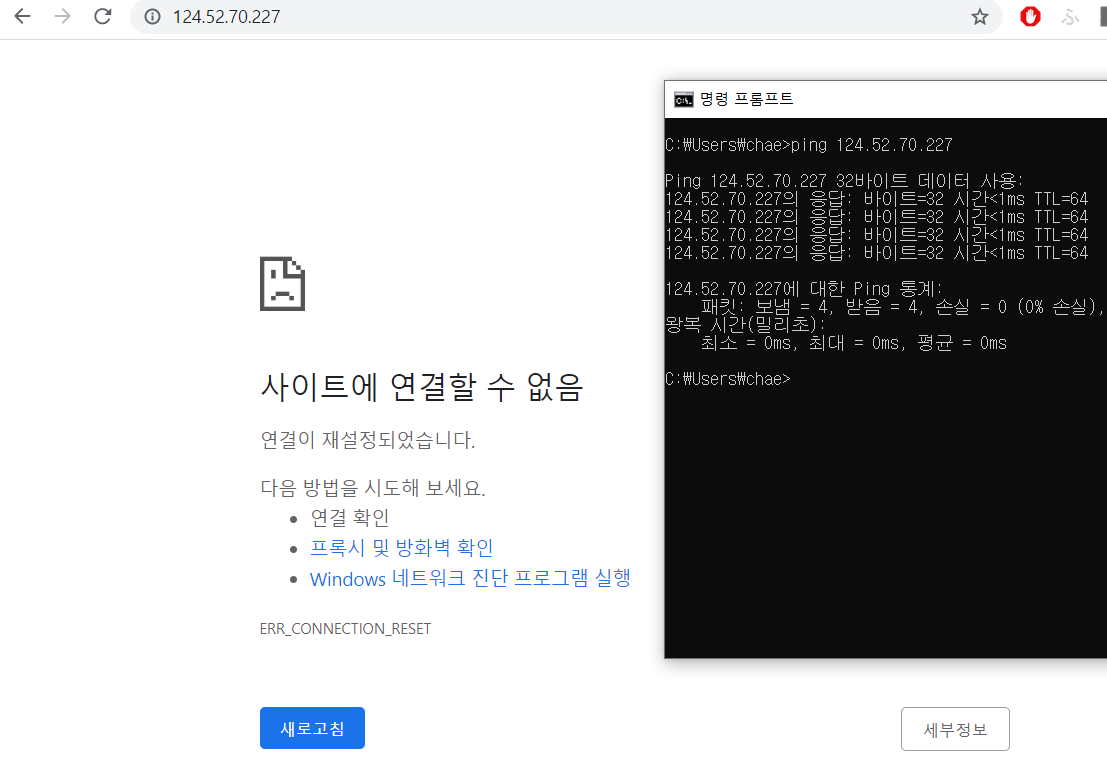 124.52.70.227
사이트에 연결할 수 없음
연결이 재설정되었습니다.
다음 방법을 시도해 보세요.
• 연결 확인
• 프록시 및 방화벽 확인
• Windows 네트워크 진단 프로그램 실행
ERR_CONNECTION_RESET
새로고침
세부정보
명령 프롬프트
C:₩Users₩chae>ping 124.52.70.227
Ping 124.52.70.227 32바이트 데이터 사용:
124.52.70.227의 응답: 바이트=32 시간<1ms TTL=64
124.52.70.227의 응답: 바이트=32 시간<1ms TTL=64
124.52.70.227의 응답: 바이트=32 시간<1ms TTL=64
124.52.70.227의 응답: 바이트=32 시간<1ms TTL=64
124.52.70.227에 대한 Ping 통계:
패킷: 보냄 = 4, 받음 = 4, 손실 = 0 (0% 손실),
왕복 시간(밀리초):
최소 = 0ms, 최대 = 0ms, 평균 = 0ms
C:₩Users₩chae>